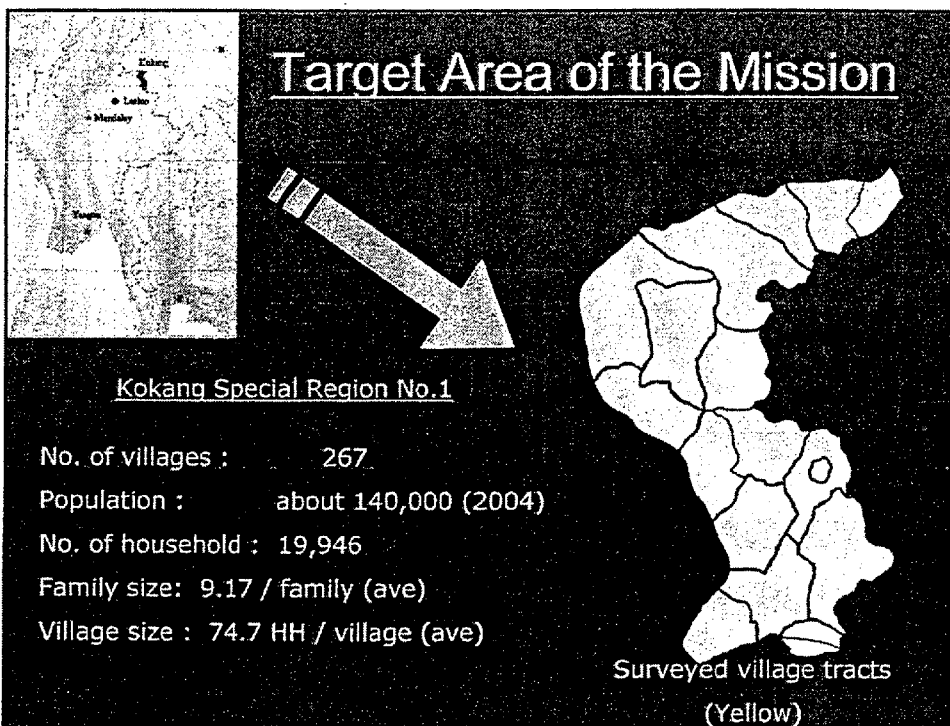 Target Area of the Mission
Lashio
Mandalay
Kokang Special Region No.1
No. of villages : 267
Population : about 140,000 (2004)
No. of household : 19,946
Family size: 9.17 / family (ave)
Village size : 74.7 HH / village (ave)
Surveyed village tracts
(Yellow)